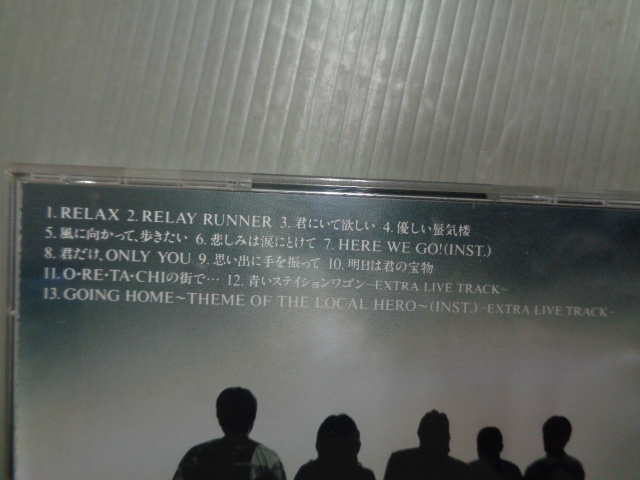 1. RELAX 2. RELAY RUNNER 3. 君にいて欲しい 4. 優しい蜃気楼
5. 風に向かって、歩きたい 6. 悲しみは涙にとけて 7. HERE WE GO!(INST.)
8. 君だけ、ONLY YOU 9. 思い出に手を振って 10. 明日は君の宝物
11. O・RE・TA・CHIの街で… 12. 青いステイションワゴン−EXTRA LIVE TRACK−
13. GOING HOME〜THEME OF THE LOCAL HERO〜(INST.)−EXTRA LIVE TRACK−